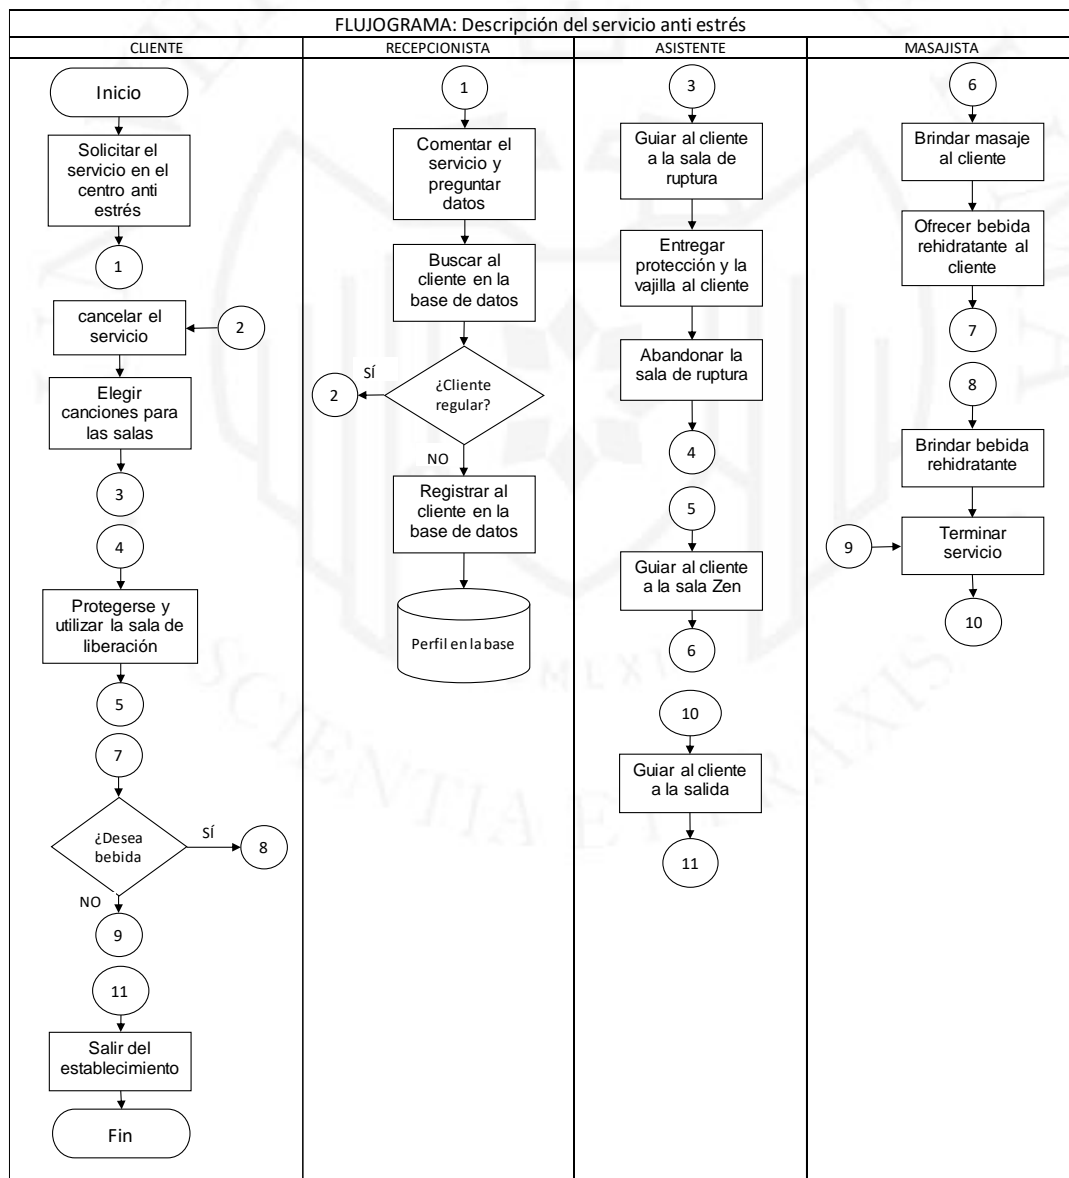 FLUJOGRAMA: Descripción del servicio anti estrés
CLIENTE
RECEPCIONISTA
ASISTENTE
MASAJISTA
Inicio
Solicitar el
servicio en el
centro anti
estrés
1
cancelar el
servicio
2
Elegir
canciones para
las salas
3
4
Protegerse y
utilizar la sala de
liberación
5
7
¿Desea
bebida
SÍ
8
NO
9
11
Salir del
establecimiento
Fin
1
Comentar el
servicio y
preguntar
datos
Buscar al
cliente en la
base de datos
¿Cliente
regular?
SÍ
2
NO
Registrar al
cliente en la
base de datos
Perfil en la base
3
Guiar al cliente
a la sala de
ruptura
Entregar
protección y la
vajilla al cliente
Abandonar la
sala de ruptura
4
5
Guiar al cliente
a la sala Zen
6
10
Guiar al cliente
a la salida
11
6
Brindar masaje
al cliente
Ofrecer bebida
rehidratante al
cliente
7
8
Brindar bebida
rehidratante
9
Terminar
servicio
10
SCIENTIA ET PRAXIS